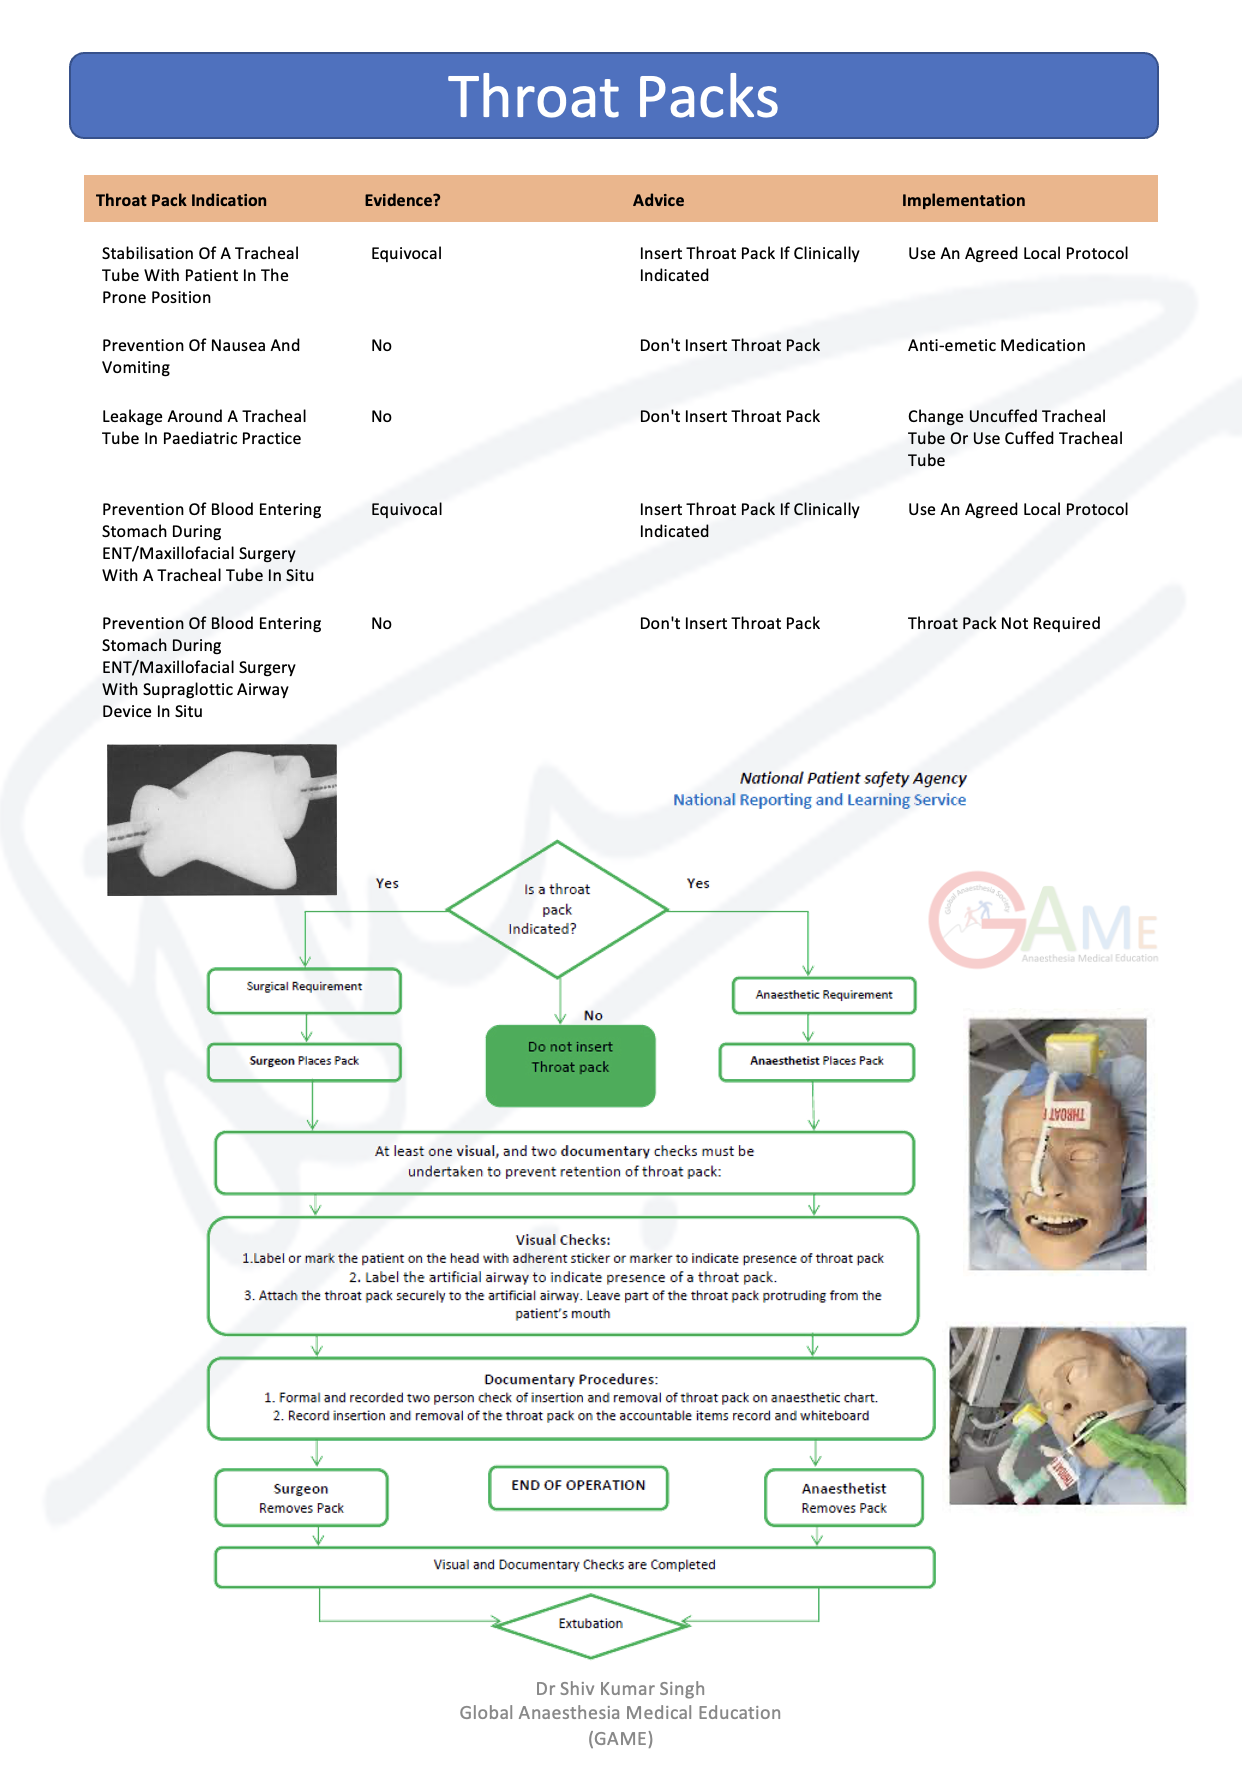 Throat Packs
Throat Pack Indication Evidence? Advice Implementation
Stabilisation Of A Tracheal Equivocal Insert Throat Pack If Clinically Use An Agreed Local Protocol
Tube With Patient In The Indicated
Prone Position
Prevention Of Nausea And No Don't Insert Throat Pack Anti-emetic Medication
Vomiting
Leakage Around A Tracheal No Don't Insert Throat Pack Change Uncuffed Tracheal
Tube In Paediatric Practice Tube Or Use Cuffed Tracheal
Tube
Prevention Of Blood Entering Equivocal Insert Throat Pack If Clinically Use An Agreed Local Protocol
Stomach During Indicated
ENT/Maxillofacial Surgery
With A Tracheal Tube In Situ
Prevention Of Blood Entering No Don't Insert Throat Pack Throat Pack Not Required
Stomach During
ENT/Maxillofacial Surgery
With Supraglottic Airway
Device In Situ
National Patient safety Agency
National Reporting and Learning Service
Yes Is a throat Yes
pack
Indicated?
Global Anaesthesia Society
GAME
Anaesthesia Medical Education
Surgical Requirement Anaesthetic Requirement
No
Surgeon Places Pack Do not insert Anaesthetist Places Pack
Throat pack
THROAT
At least one visual, and two documentary checks must be
undertaken to prevent retention of throat pack:
Visual Checks:
1.Label or mark the patient on the head with adherent sticker or marker to indicate presence of throat pack
2. Label the artificial airway to indicate presence of a throat pack.
3. Attach the throat pack securely to the artificial airway. Leave part of the throat pack protruding from the
patient's mouth
Documentary Procedures:
1. Formal and recorded two person check of insertion and removal of throat pack on anaesthetic chart.
2. Record insertion and removal of the throat pack on the accountable items record and whiteboard
THROAT
Surgeon END OF OPERATION Anaesthetist
Removes Pack Removes Pack
Visual and Documentary Checks are Completed
Extubation
Dr Shiv Kumar Singh
Global Anaesthesia Medical Education
(GAME)